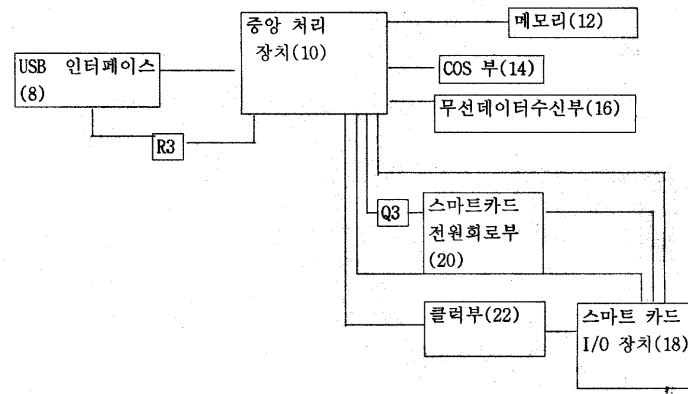 중앙 처리
장치(10)
메모리(12)
USB 인터페이스
(8)
COS 부(14)
무선데이터수신부(16)
R3
Q3
스마트카드
전원회로부
(20)
클럭부(22)
스마트 카드
I/O 장치(18)